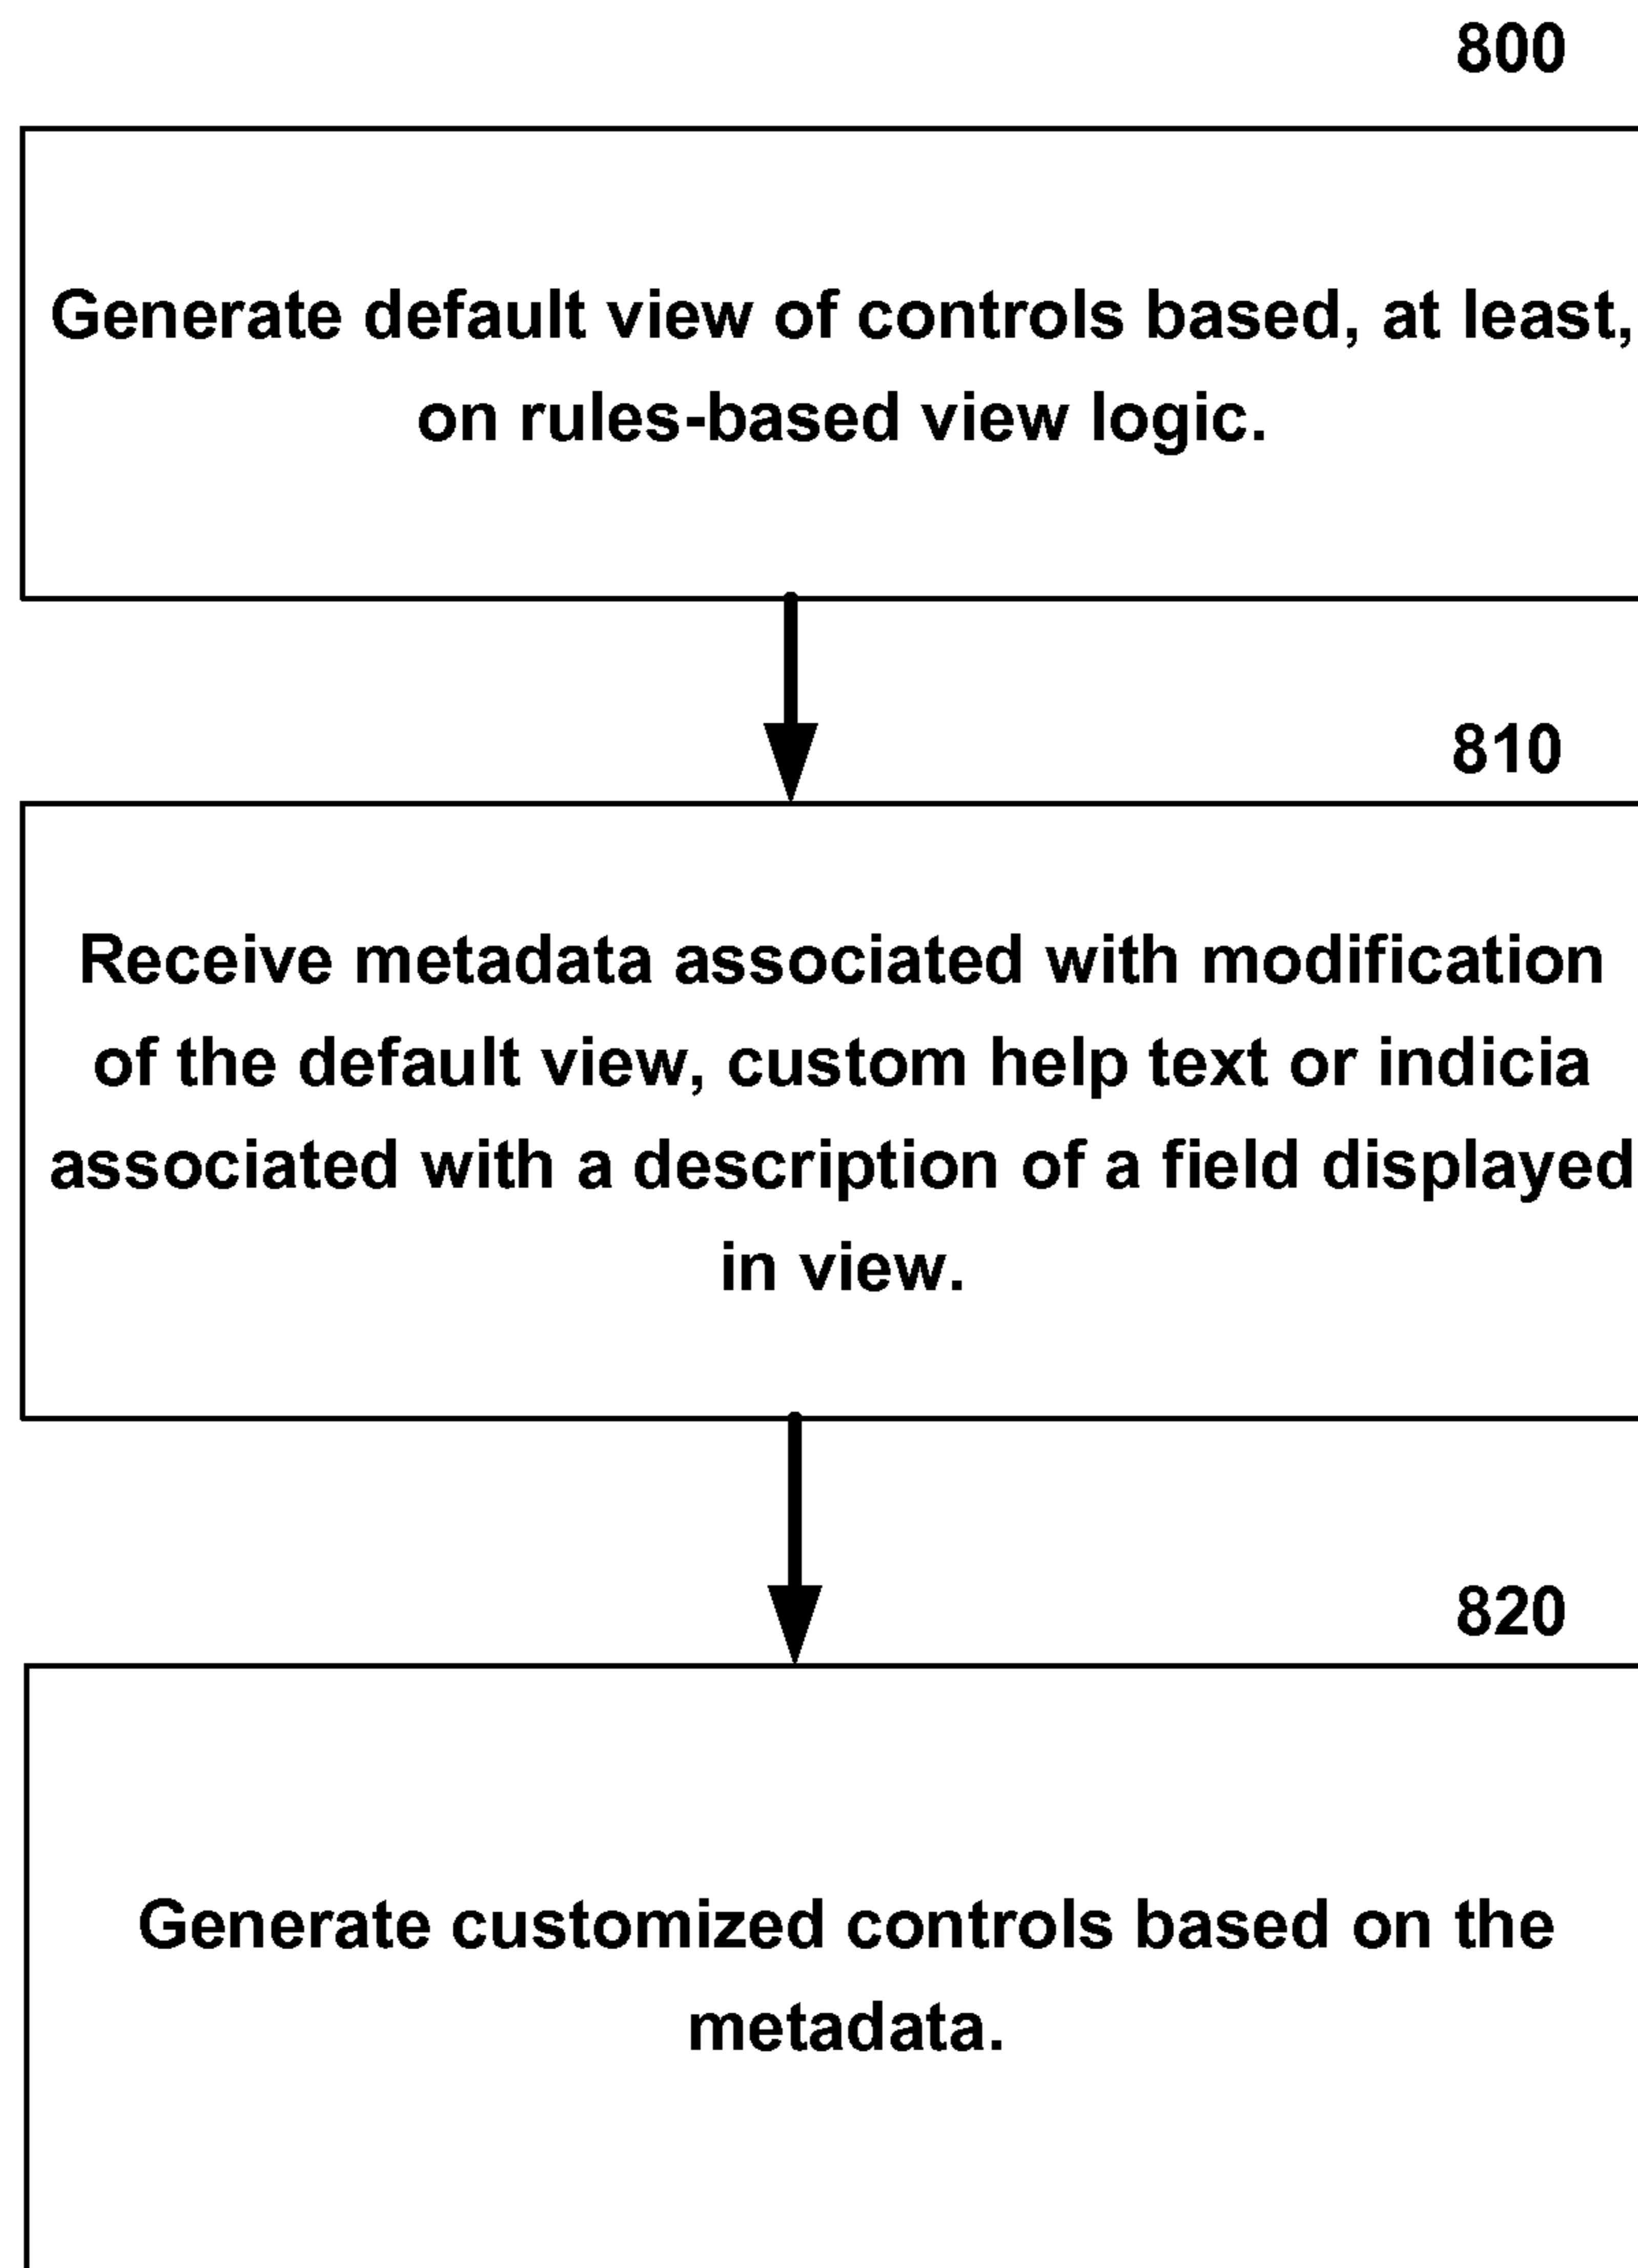 800
Generate default view of controls based, at least,
on rules-based view logic.
810
Receive metadata associated with modification
of the default view, custom help text or indicia
associated with a description of a field displayed
in view.
820
Generate customized controls based on the
metadata.